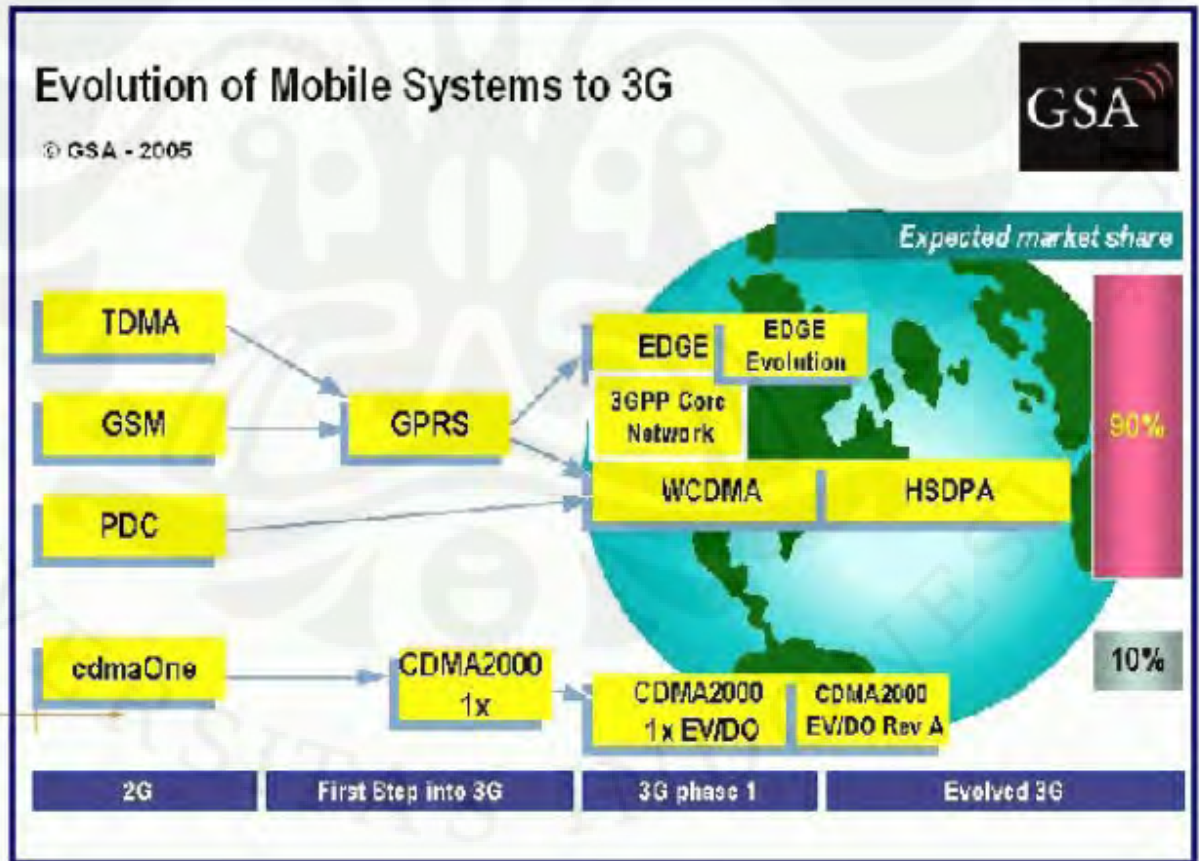 Evolution of Mobile Systems to 3G
© GSA - 2005
GSA
Expected market share
TDMA
GSM
PDC
cdmaOne
GPRS
CDMA2000
1x
EDGE
EDGE
Evolution
3GPP Core
Network
WCDMA
HSDPA
CDMA2000
1x EV/DO
CDMA2000
EV/DO Rev A
90%
10%
2G
First Step into 3G
3G phase 1
Evolved 3G